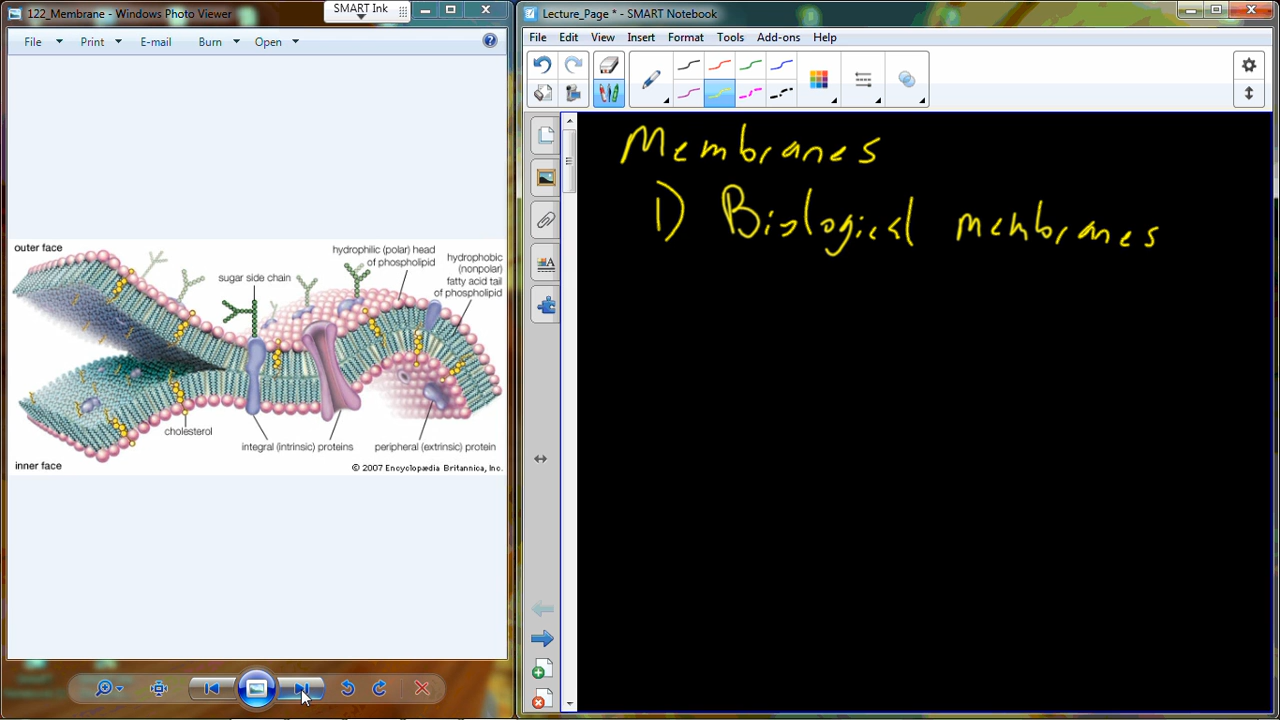 122_Membrane - Windows Photo Viewer
SMART Ink
File Print E-mail Burn Open
outer face
hydrophilic (polar) head
of phospholipid
sugar side chain
hydrophobic
(nonpolar)
fatty acid tail
of phospholipid
cholesterol
integral (intrinsic) proteins
peripheral (extrinsic) protein
inner face
© 2007 Encyclopædia Britannica, Inc.
Lecture_Page * - SMART Notebook
File Edit View Insert Format Tools Add-ons Help
Membranes
1) Biological membranes